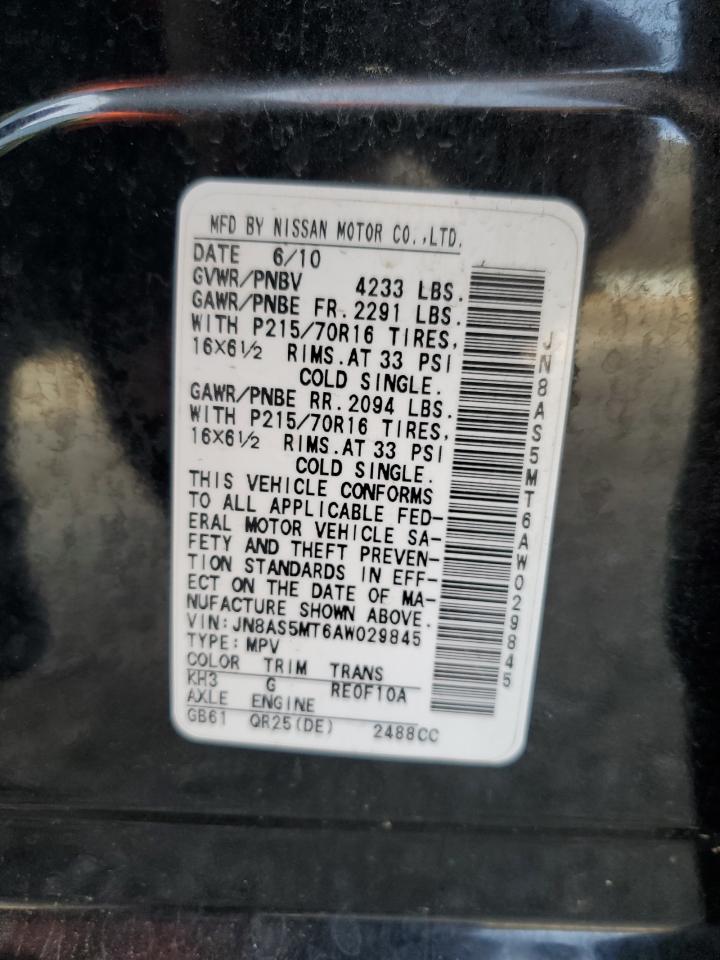 MFD BY NISSAN MOTOR CO.,LTD.
DATE 6/10
GVWR/PNBV 4233 LBS.
GAWR/PNBE FR.2291 LBS.
WITH P215/70R16 TIRES,
16X6½ RIMS.AT 33 PSI
COLD SINGLE.
GAWR/PNBE RR.2094 LBS.
WITH P215/70R16 TIRES,
16X6½ RIMS.AT 33 PSI
COLD SINGLE.
THIS VEHICLE CONFORMS
TO ALL APPLICABLE FED-
ERAL MOTOR VEHICLE SA-
FETY AND THEFT PREVEN-
TION STANDARDS IN EFF-
ECT ON THE DATE OF MA-
NUFACTURE SHOWN ABOVE.
VIN:JN8AS5MT6AW029845
TYPE:MPV
COLOR TRIM TRANS
KH3 G RE0F10A
AXLE ENGINE
GB61 QR25(DE) 2488CC
JN8AS5MT6AW029845